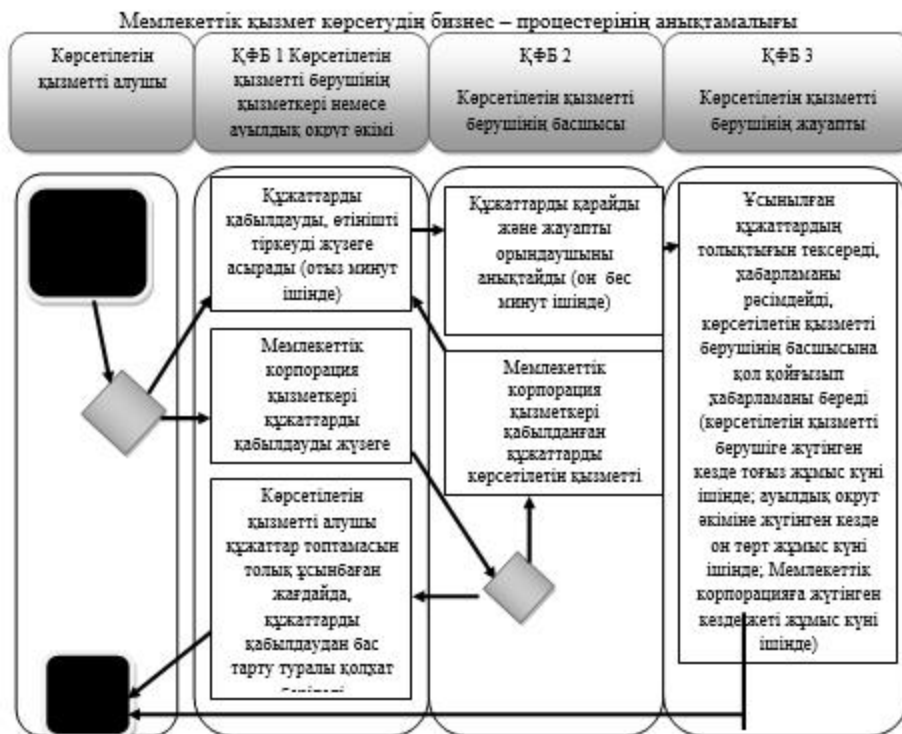 Мемлекеттік қызмет көрсетудің бизнес – процестерінің анықтамалығы
Көрсетілетін
қызметті алушы
ҚФБ 1 Көрсетілетін
қызметті берушінің
қызметкері немесе
ауылдық округ әкімі
ҚФБ 2
Көрсетілетін қызметті
берушінің басшысы
ҚФБ 3
Көрсетілетін қызметті
берушінің жауапты
Құжаттарды
қабылдауды, өтінішті
тіркеуді жүзеге
асырады (отыз минут
ішінде)
Құжаттарды қарайды
және жауапты
орындаушыны
анықтайды (он бес
минут ішінде)
Ұсынылған
құжаттардың
толықтығын тексереді,
хабарламаны
рәсімдейді,
көрсетілетін қызметті
берушінің басшысына
қол қойғызып
хабарламаны береді
(көрсетілетін қызметті
берушіге жүгінген
кезде тоғыз жұмыс күні
ішінде; ауылдық округ
әкіміне жүгінген кезде
он төрт жұмыс күні
ішінде; Мемлекеттік
корпорацияға жүгінген
кезде жеті жұмыс күні
ішінде)
Мемлекеттік
корпорация
қызметкері
құжаттарды
қабылдауды жүзеге
Мемлекеттік
корпорация
қызметкері
қабылданған
құжаттарды
көрсетілетін қызметті
Көрсетілетін
қызметті алушы
құжаттар топтамасын
толық ұсынбаған
жағдайда,
құжаттарды
қабылдаудан бас
тарту туралы қолхат